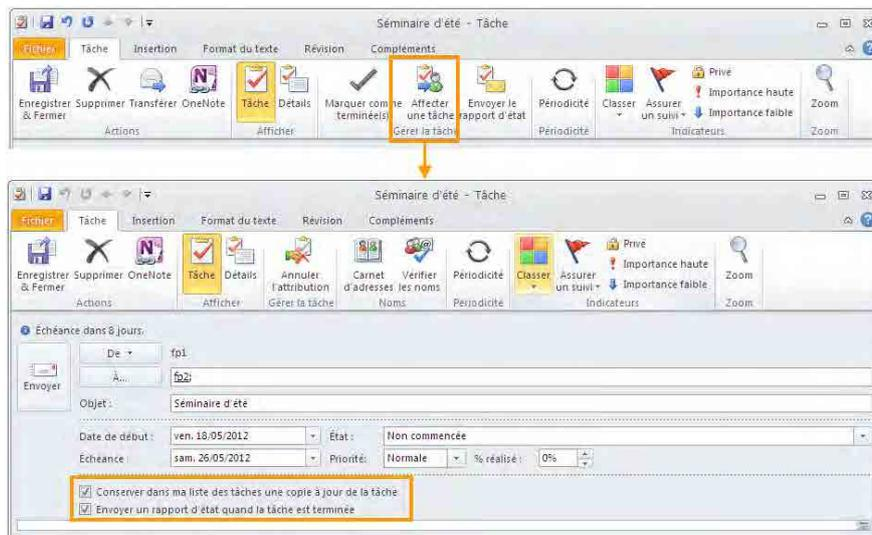 Séminaire d'été - Tâche
Fichier Tâche Insertion Format du texte Révision Compléments
Enregistrer & Fermer Supprimer Transférer OneNote Tâche Détails Marquer comme terminée(s) Affecter une tâche Envoyer le rapport d'état Périodicité Classer Assurer un suivi Privé Importance haute Importance faible Zoom
Actions Afficher Gérer la tâche Périodicité Indicateurs Zoom
Séminaire d'été - Tâche
Fichier Tâche Insertion Format du texte Révision Compléments
Enregistrer & Fermer Supprimer OneNote Tâche Détails Annuler l'attribution Carnet d'adresses Vérifier les noms Périodicité Classer Assurer un suivi Privé Importance haute Importance faible Zoom
Actions Afficher Gérer la tâche Noms Périodicité Indicateurs Zoom
Échéance dans 8 jours.
Envoyer
De fp1
À... fp2;
Objet : Séminaire d'été
Date de début : ven. 18/05/2012 État : Non commencée
Échéance : sam. 26/05/2012 Priorité: Normale % réalisé : 0%
Conserver dans ma liste des tâches une copie à jour de la tâche
Envoyer un rapport d'état quand la tâche est terminée